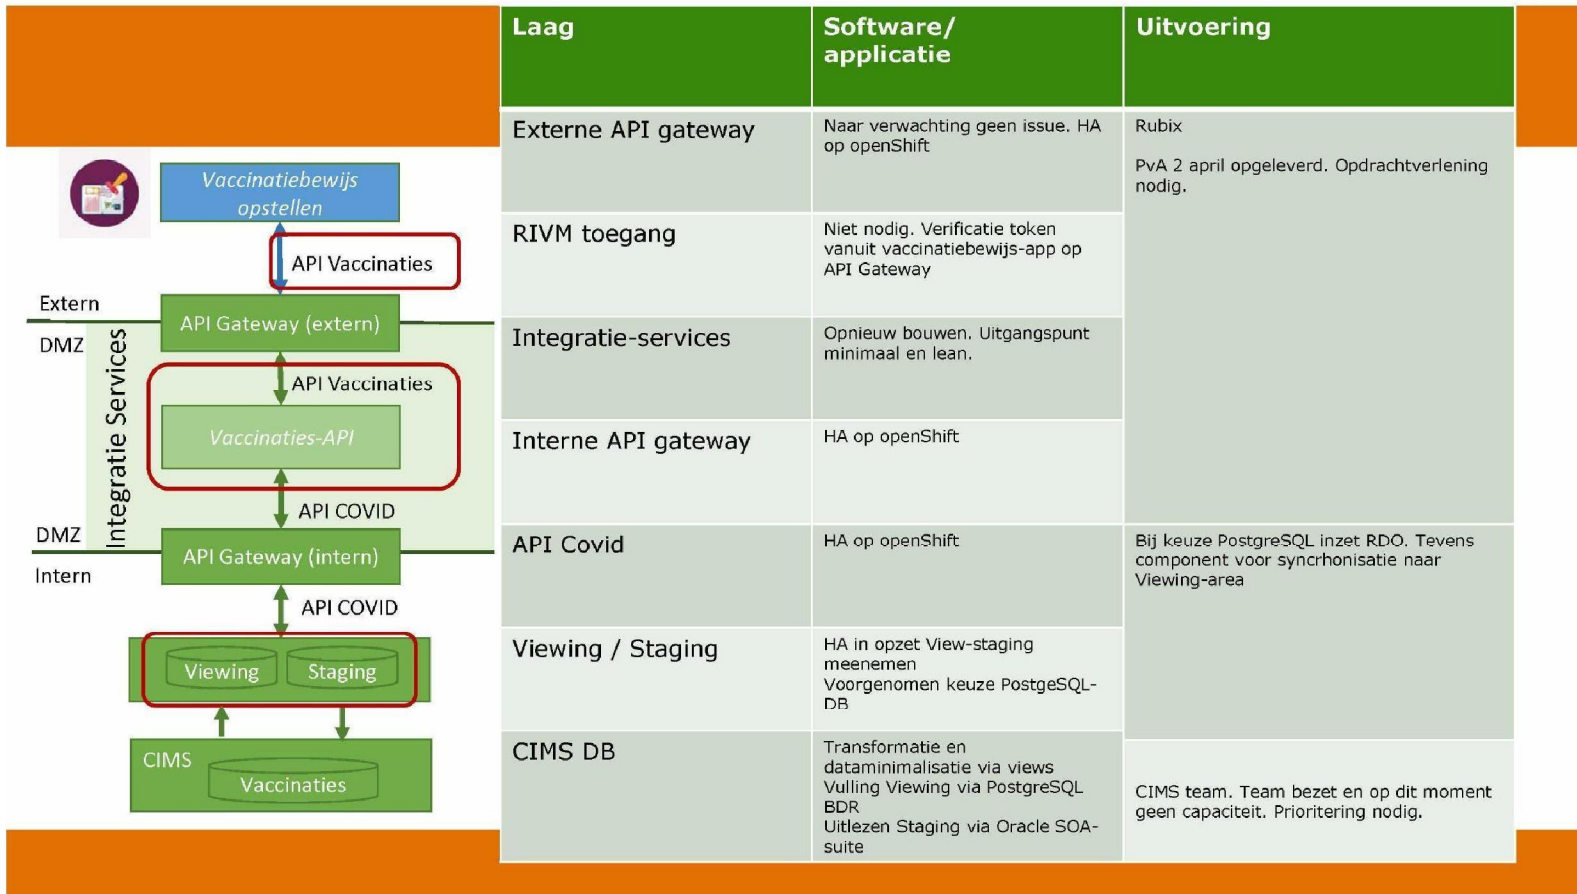 Vaccinatiebewijs
opstellen
API Vaccinaties
Extern
API Gateway (extern)
DMZ
Integratie Services
API Vaccinaties
Vaccinaties-API
API COVID
DMZ
API Gateway (intern)
Intern
API COVID
Viewing
Staging
CIMS
Vaccinaties
Laag
Software/
applicatie
Uitvoering
Externe API gateway
Naar verwachting geen issue. HA
op openShift
Rubix
PvA 2 april opgeleverd. Opdrachtverlening
nodig.
RIVM toegang
Niet nodig. Verificatie token
vanuit vaccinatiebewijs-app op
API Gateway
Integratie-services
Opnieuw bouwen. Uitgangspunt
minimaal en lean.
Interne API gateway
HA op openShift
API Covid
HA op openShift
Bij keuze PostgreSQL inzet RDO. Tevens
component voor syncrhonisatie naar
Viewing-area
Viewing / Staging
HA in opzet View-staging
meenemen
Voorgenomen keuze PostgeSQL-
DB
CIMS DB
Transformatie en
dataminimalisatie via views
Vulling Viewing via PostgreSQL
BDR
Uitlezen Staging via Oracle SOA-
suite
CIMS team. Team bezet en op dit moment
geen capaciteit. Prioritering nodig.